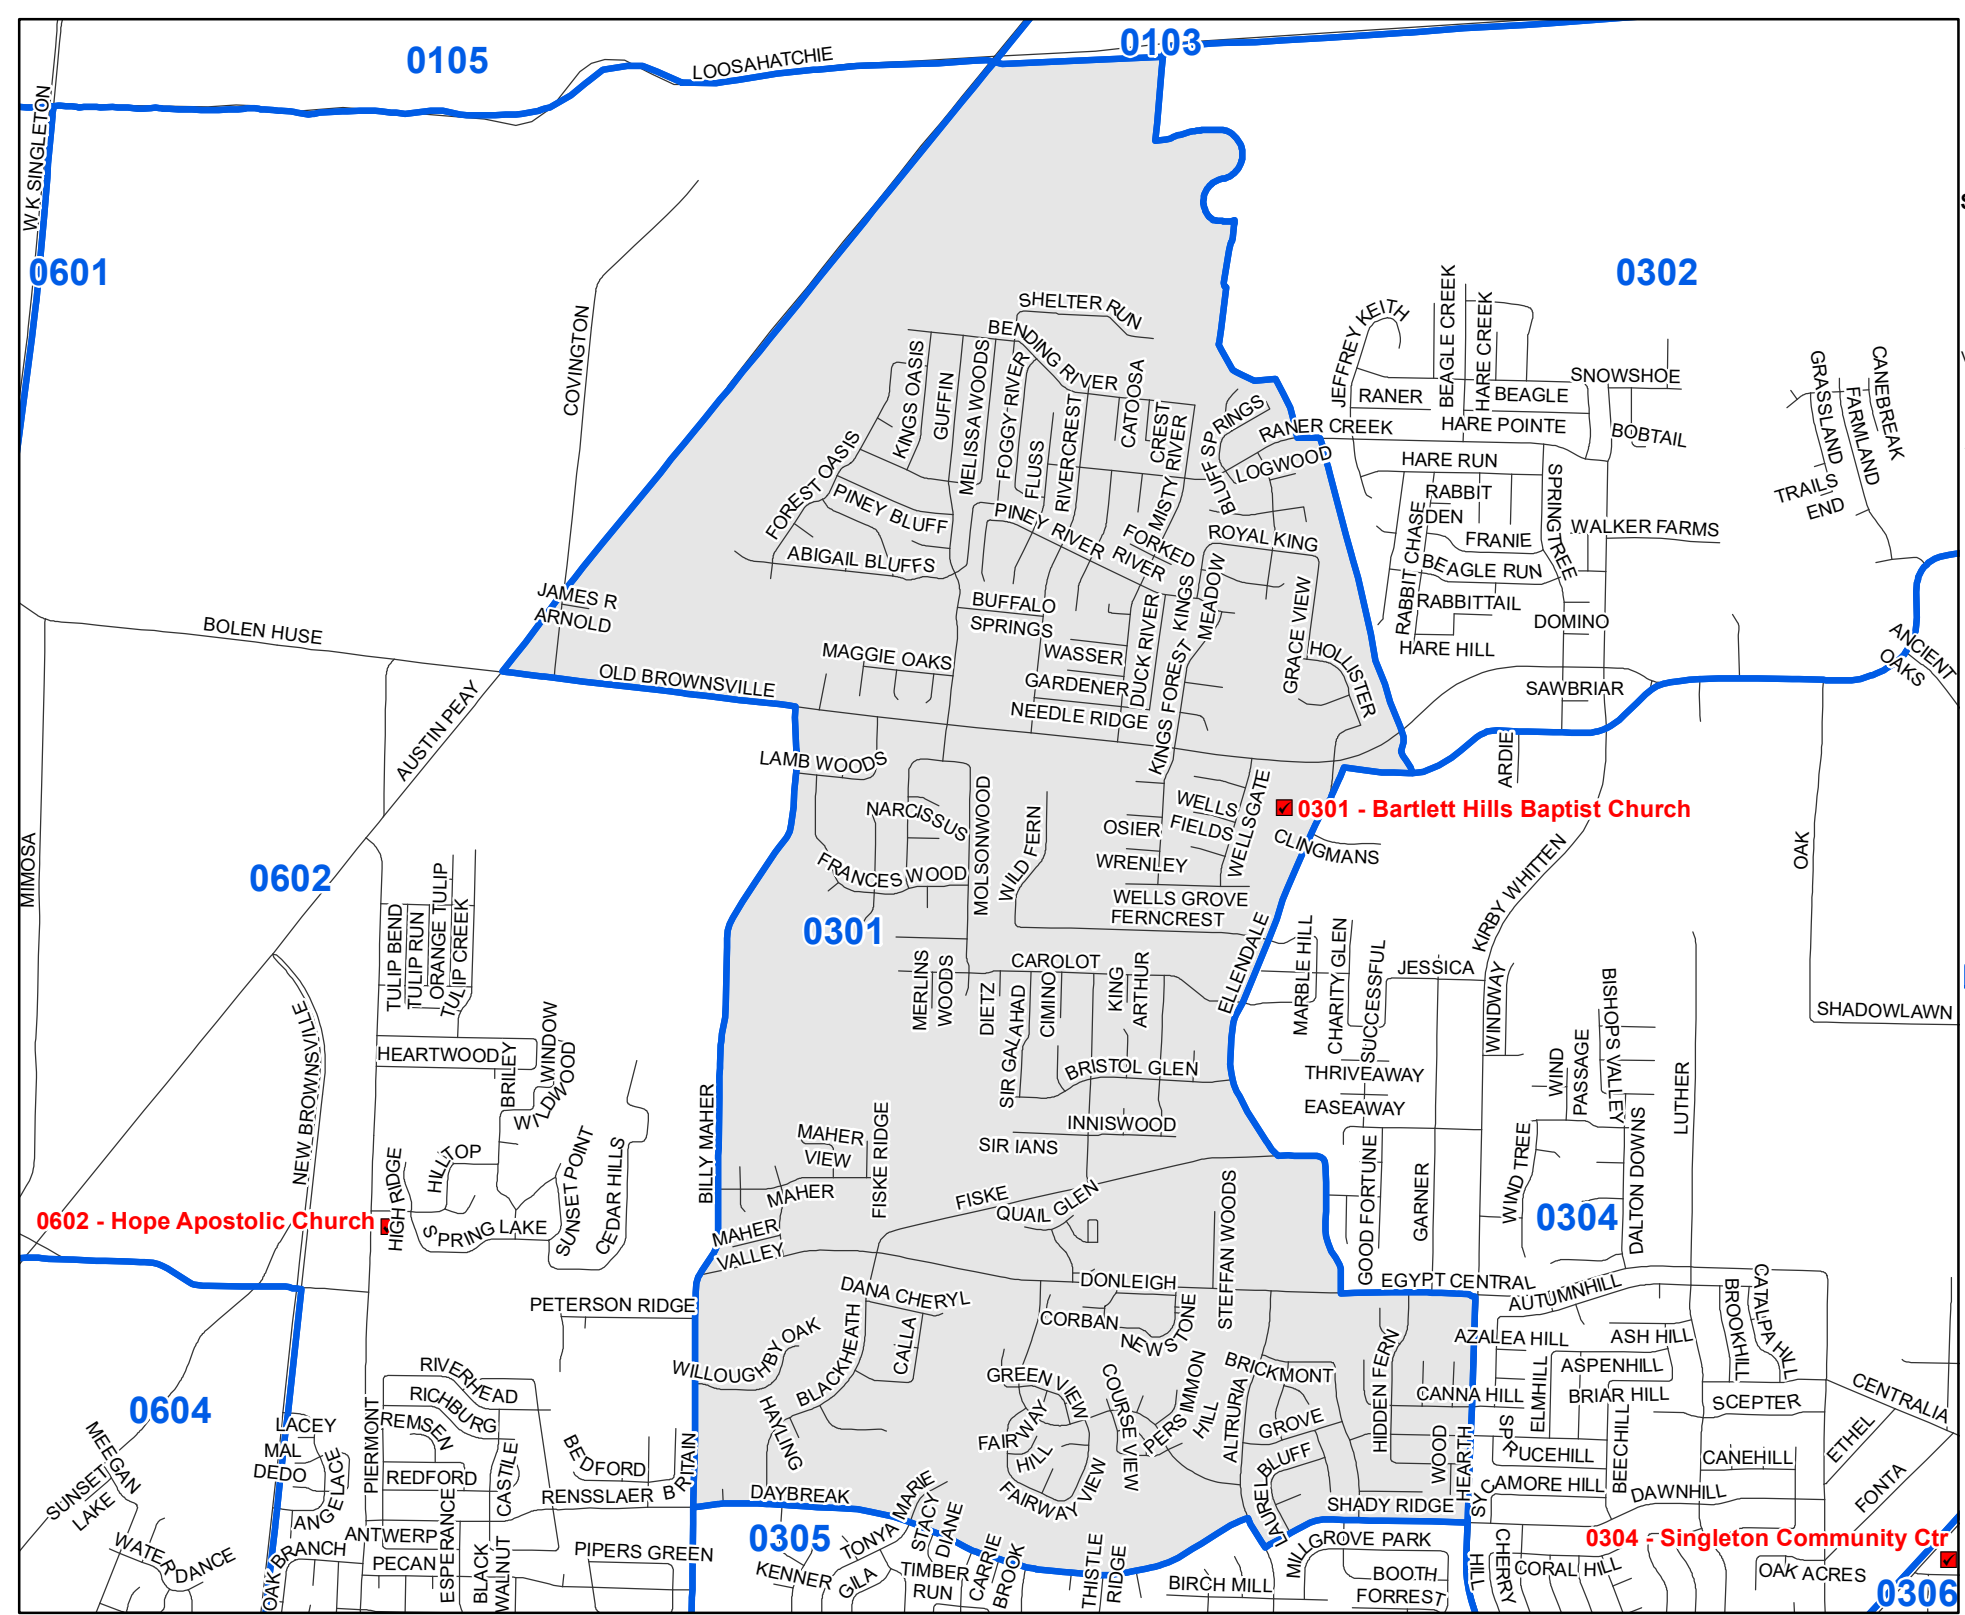 0105
LOOSAHATCHIE
0103
W K SINGLETON
0601
0302
COVINGTON
SHELTER RUN
BENDING RIVER
JEFFREY KEITH
BEAGLE CREEK
HARE CREEK
SNOWSHOE
GRASSLAND
FARMLAND
CANEBREAK
KINGS OASIS
GUFFIN
MELISSA WOODS
FOGGY RIVER
FLUSS
RIVERCREST
CATOOSA
CREST
MISTY RIVER
BLUFF SPRINGS
RANER
BEAGLE
RANER CREEK
HARE POINTE
BOBTAIL
LOGWOOD
HARE RUN
FOREST OASIS
PINEY BLUFF
PINEY RIVER
RIVER
FORKED
ROYAL KING
RABBIT
DEN
FRANIE
SPRINGTREE
WALKER FARMS
TRAILS
END
RABBIT CHASE
ABIGAIL BLUFFS
BEAGLE RUN
JAMES R
ARNOLD
BUFFALO
SPRINGS
KINGS
MEADOW
GRACE VIEW
RABBITTAIL
DOMINO
BOLEN HUSE
WASSER
DUCK RIVER
HOLLISTER
HARE HILL
ANCIENT
OAKS
MAGGIE OAKS
OLD BROWNSVILLE
GARDENER
NEEDLE RIDGE
KINGS FOREST
SAWBRIAR
AUSTIN PEAY
LAMB WOODS
ARDIE
NARCISSUS
MOLSONWOOD
WILD FERN
WELLS
FIELDS
WELLSGATE
0301 - Bartlett Hills Baptist Church
OSIER
CLINGMANS
MIMOSA
0602
FRANCES WOOD
WRENLEY
OAK
KIRBY WHITTEN
WELLS GROVE
FERNCREST
0301
TULIP BEND
TULIP RUN
ORANGE TULIP
TULIP CREEK
MERLINS
WOODS
CAROLOT
DIETZ
SIR GALAHAD
CIMINO
KING
ARTHUR
ELLENDALE
MARBLE HILL
CHARITY GLEN
SUCCESSFUL
JESSICA
WINDWAY
BISHOPS VALLEY
SHADOWLAWN
NEW BROWNSVILLE
HEARTWOOD
BRILEY
WINDOW
WILDWOOD
BRISTOL GLEN
THRIVEAWAY
WIND
PASSAGE
LUTHER
EASEAWAY
BILLY MAHER
INNISWOOD
SIR IANS
MAHER
VIEW
FISKE RIDGE
HILLTOP
HIGH RIDGE
SUNSET POINT
CEDAR HILLS
MAHER
FISKE
QUAIL GLEN
STEFFAN WOODS
GOOD FORTUNE
GARNER
WIND TREE
DALTON DOWNS
0304
0602 - Hope Apostolic Church
SPRING LAKE
MAHER
VALLEY
DONLEIGH
EGYPT CENTRAL
AUTUMNHILL
BROOKHILL
CATALPA HILL
PETERSON RIDGE
DANA CHERYL
CORBAN
NEWSTONE
AZALEA HILL
ASH HILL
WILLOUGHBY OAK
BLACKHEATH
CALLA
BRICKMONT
HIDDEN FERN
ASPENHILL
RIVERHEAD
GREEN VIEW
COURSE VIEW
PERSIMMON
HILL
ALTRURIA
CANNA HILL
ELMHILL
BRIAR HILL
SCEPTER
CENTRALIA
0604
RICHBURG
REMSEN
HAYLING
FAIRWAY
HILL
GROVE
SPRUCEHILL
BEECHILL
ETHEL
LACEY
MAL
DEDO
PIERMONT
MEEGAN
ANGELACE
REDFORD
CASTILE
BEDFORD
FAIRWAY VIEW
BLUFF
LAUREL
WOOD
HEARTH
CANEHILL
SUNSET
LAKE
RENSSLAER
BRITAIN
DAYBREAK
SHADY RIDGE
SYCAMORE HILL
DAWNHILL
FONTA
ANTWERP
ESPERANCE
0305
TONYA MARIE
STACY
DIANE
MILLGROVE PARK
0304 - Singleton Community Ctr
WATER DANCE
OAK BRANCH
PECAN
BLACK
WALNUT
PIPERS GREEN
KENNER
GILA
TIMBER
RUN
CARRIE
BROOK
THISTLE
RIDGE
BIRCH MILL
BOOTH
FORREST
HILL
CHERRY
CORAL HILL
OAK ACRES
0306